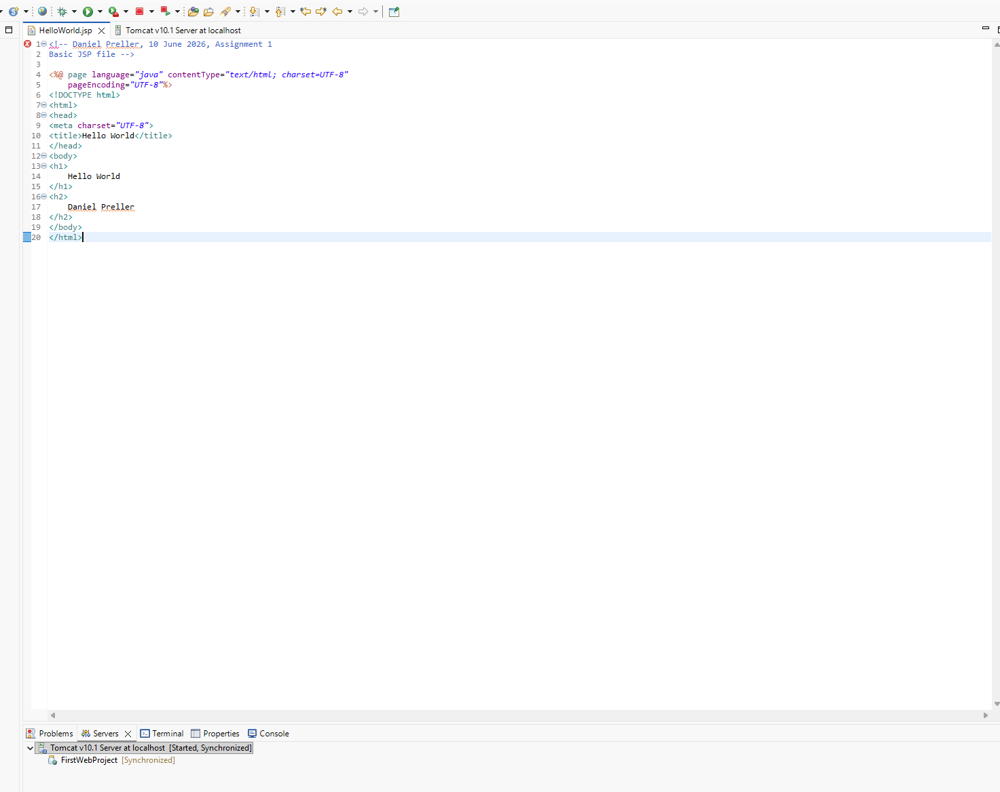 HelloWorld.jsp
Tomcat v10.1 Server at localhost
1 <!-- Daniel Preller, 10 June 2026, Assignment 1
2 Basic JSP file -->
3
4 <%@ page language="java" contentType="text/html; charset=UTF-8"
5     pageEncoding="UTF-8"%>
6 <!DOCTYPE html>
7 <html>
8 <head>
9 <meta charset="UTF-8">
10 <title>Hello World</title>
11 </head>
12 <body>
13 <h1>
14     Hello World
15 </h1>
16 <h2>
17     Daniel Preller
18 </h2>
19 </body>
20 </html>
Problems Servers Terminal Properties Console
Tomcat v10.1 Server at localhost [Started, Synchronized]
FirstWebProject [Synchronized]